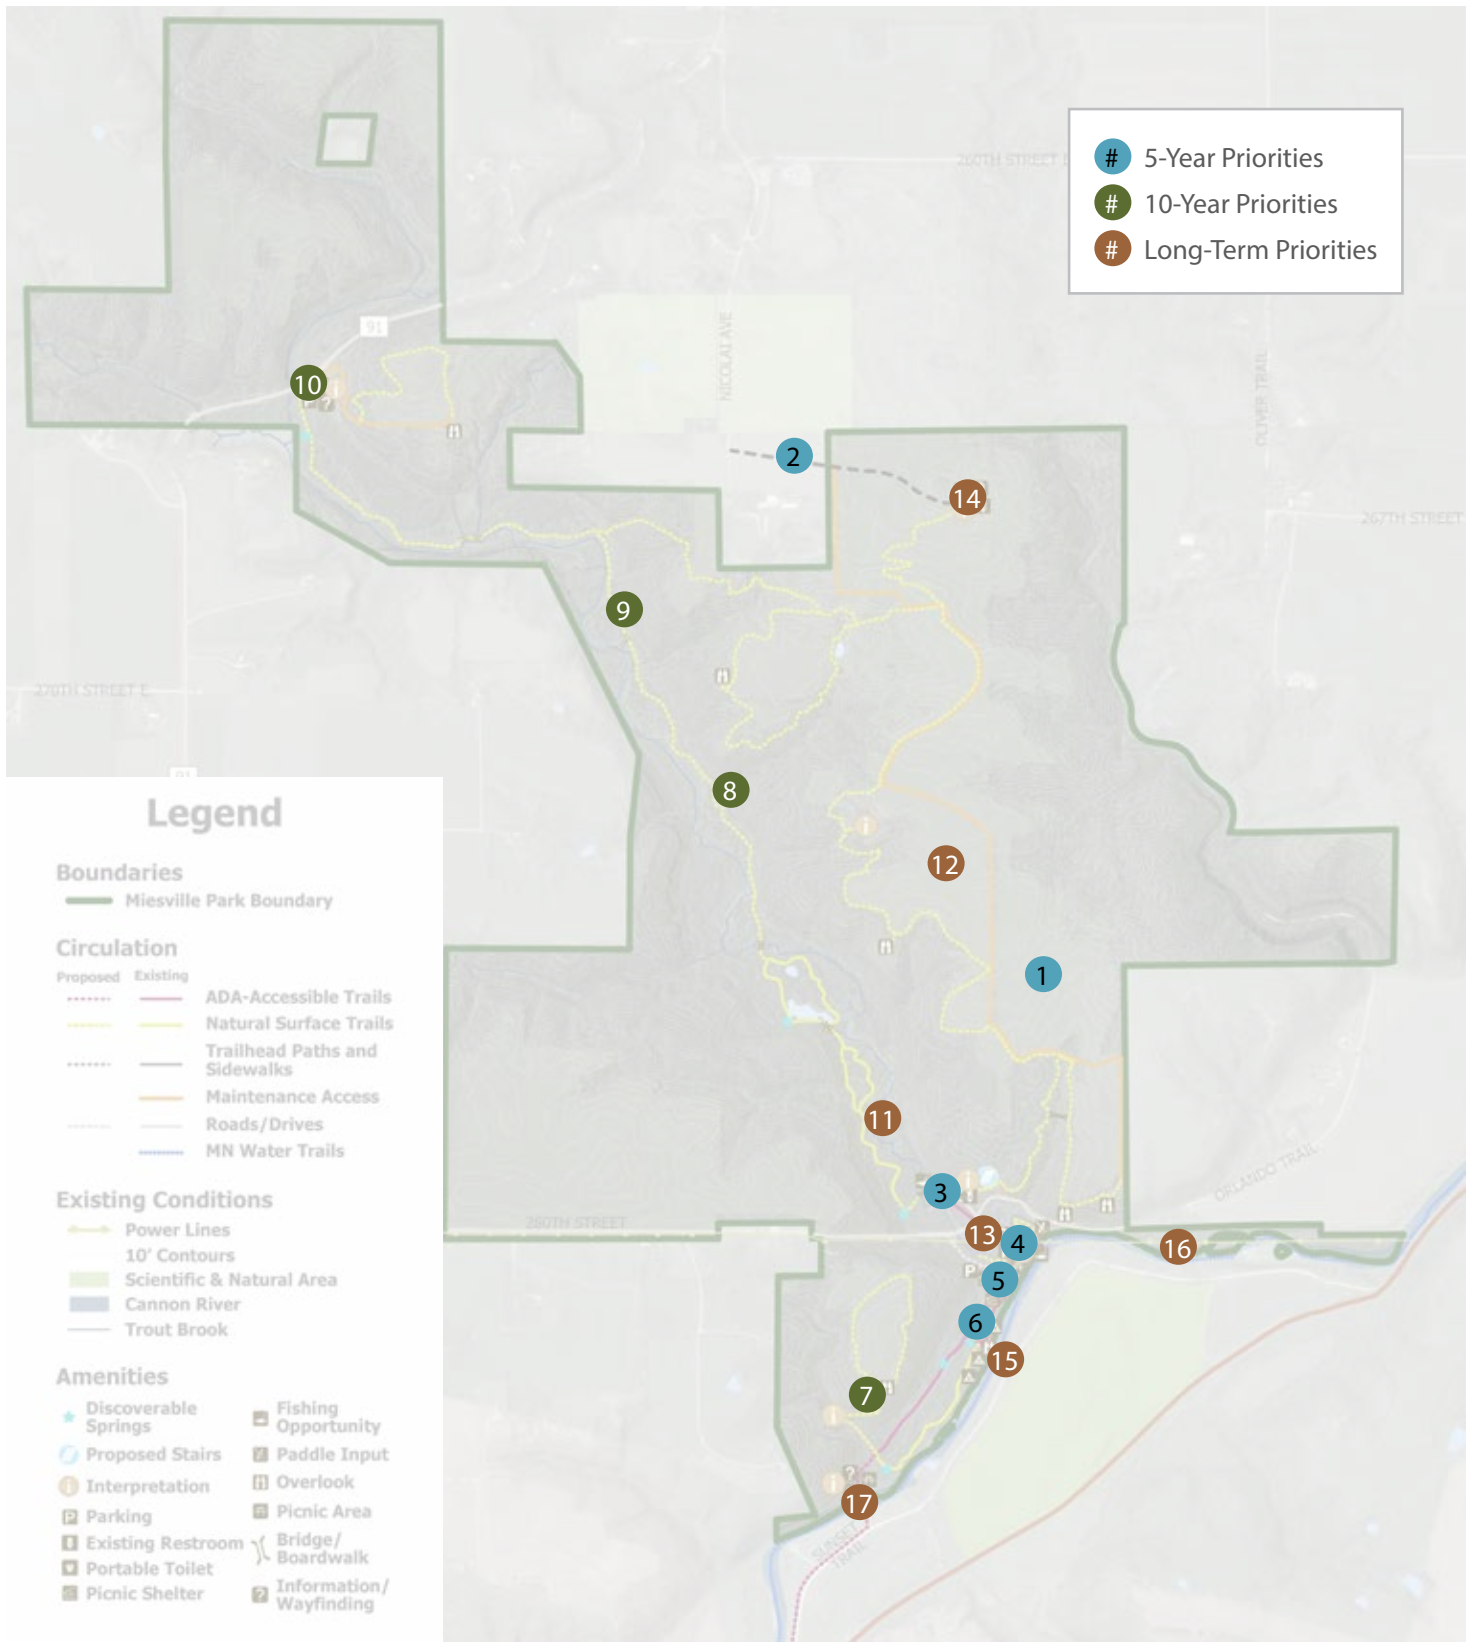 260TH STREET E
# 5-Year Priorities
# 10-Year Priorities
# Long-Term Priorities
91
NICOLAI AVE
OLIVER TRAIL
10
2
14
267TH STREET
9
270TH STREET E
91
8
12
1
11
3
13
4
280TH STREET
16
ORLANDO TRAIL
P
5
6
15
7
17
SUNSET
TRAIL
Legend
Boundaries
Miesville Park Boundary
Circulation
Proposed Existing
ADA-Accessible Trails
Natural Surface Trails
Trailhead Paths and
Sidewalks
Maintenance Access
Roads/Drives
MN Water Trails
Existing Conditions
Power Lines
10' Contours
Scientific & Natural Area
Cannon River
Trout Brook
Amenities
Discoverable
Springs
Proposed Stairs
Interpretation
Parking
Existing Restroom
Portable Toilet
Picnic Shelter
Fishing
Opportunity
Paddle Input
Overlook
Picnic Area
Bridge/
Boardwalk
Information/
Wayfinding